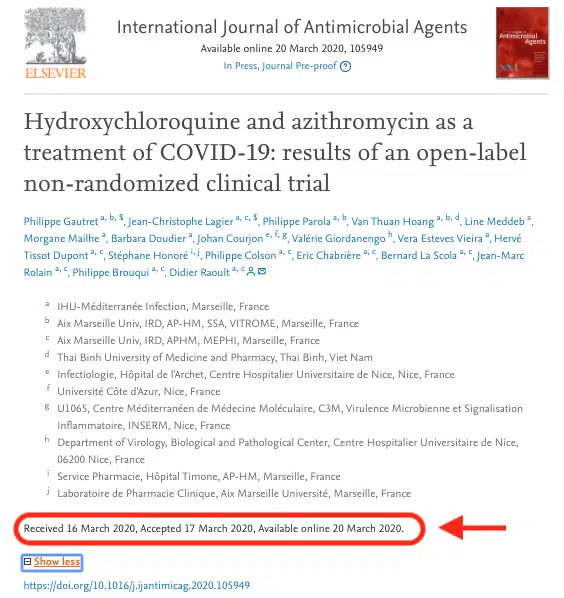 International Journal of Antimicrobial Agents
Available online 20 March 2020, 105949
In Press, Journal Pre-proof
ELSEVIER
Antimicrobial
Agents
Hydroxychloroquine and azithromycin as a
treatment of COVID-19: results of an open-label
non-randomized clinical trial
Philippe Gautret a, b, $, Jean-Christophe Lagier a, c, $, Philippe Parola a, b, Van Thuan Hoang a, b, d, Line Meddeb a,
Morgane Mailhe a, Barbara Doudier a, Johan Courjon e, f, g, Valérie Giordanengo h, Vera Esteves Vieira a, Hervé
Tissot Dupont a, c, Stéphane Honoré i, j, Philippe Colson a, c, Eric Chabrière a, c, Bernard La Scola a, c, Jean-Marc
Rolain a, c, Philippe Brouqui a, c, Didier Raoult a, c
a IHU-Méditerranée Infection, Marseille, France
b Aix Marseille Univ, IRD, AP-HM, SSA, VITROME, Marseille, France
c Aix Marseille Univ, IRD, APHM, MEPHI, Marseille, France
d Thai Binh University of Medicine and Pharmacy, Thai Binh, Viet Nam
e Infectiologie, Hôpital de l'Archet, Centre Hospitalier Universitaire de Nice, Nice, France
f Université Côte d'Azur, Nice, France
g U1065, Centre Méditerranéen de Médecine Moléculaire, C3M, Virulence Microbienne et Signalisation
Inflammatoire, INSERM, Nice, France
h Department of Virology, Biological and Pathological Center, Centre Hospitalier Universitaire de Nice,
06200 Nice, France
i Service Pharmacie, Hôpital Timone, AP-HM, Marseille, France
j Laboratoire de Pharmacie Clinique, Aix Marseille Université, Marseille, France
Received 16 March 2020, Accepted 17 March 2020, Available online 20 March 2020.
Show less
https://doi.org/10.1016/j.ijantimicag.2020.105949